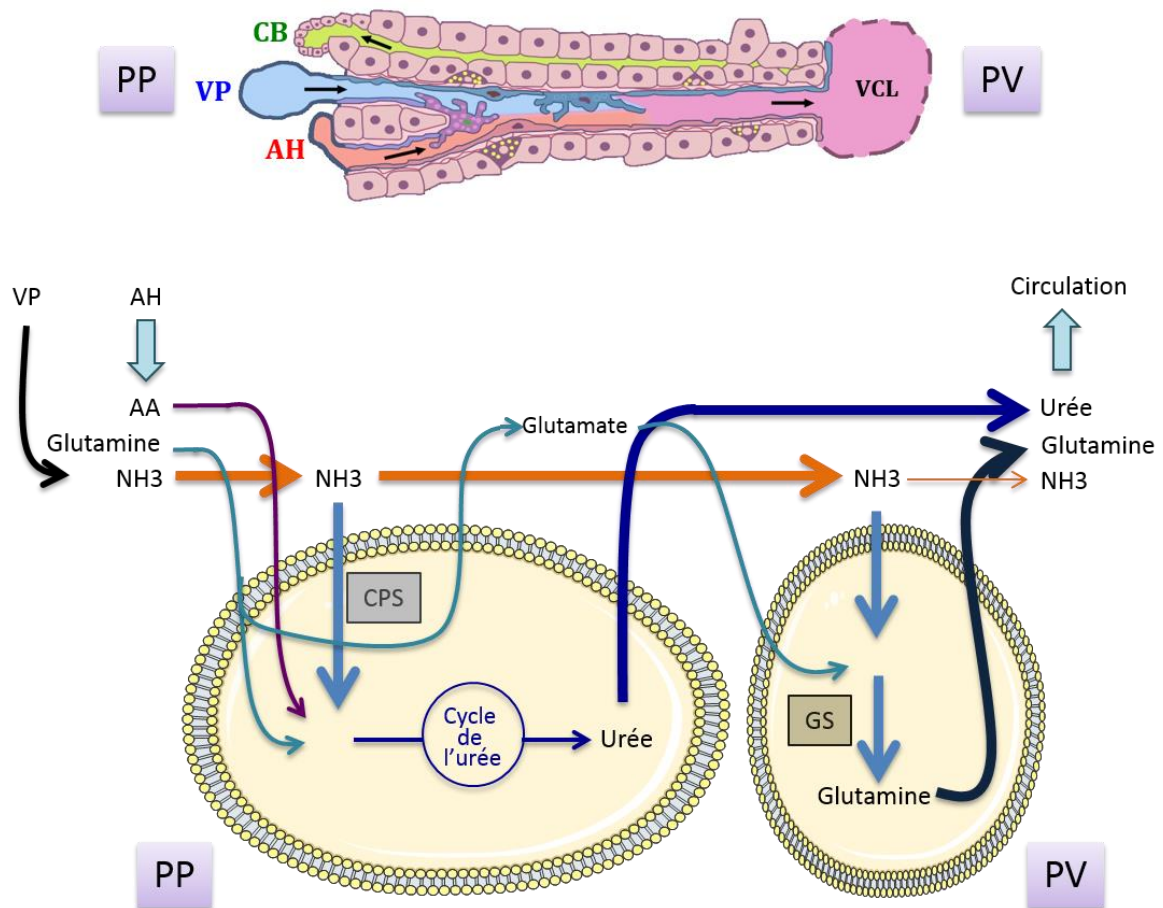 CB
PP
VP
AH
VCL
PV
VP
AH
Circulation
AA
Glutamate
Urée
Glutamine
Glutamine
NH3
NH3
NH3
NH3
CPS
GS
Cycle
de
l'urée
Urée
Glutamine
PP
PV